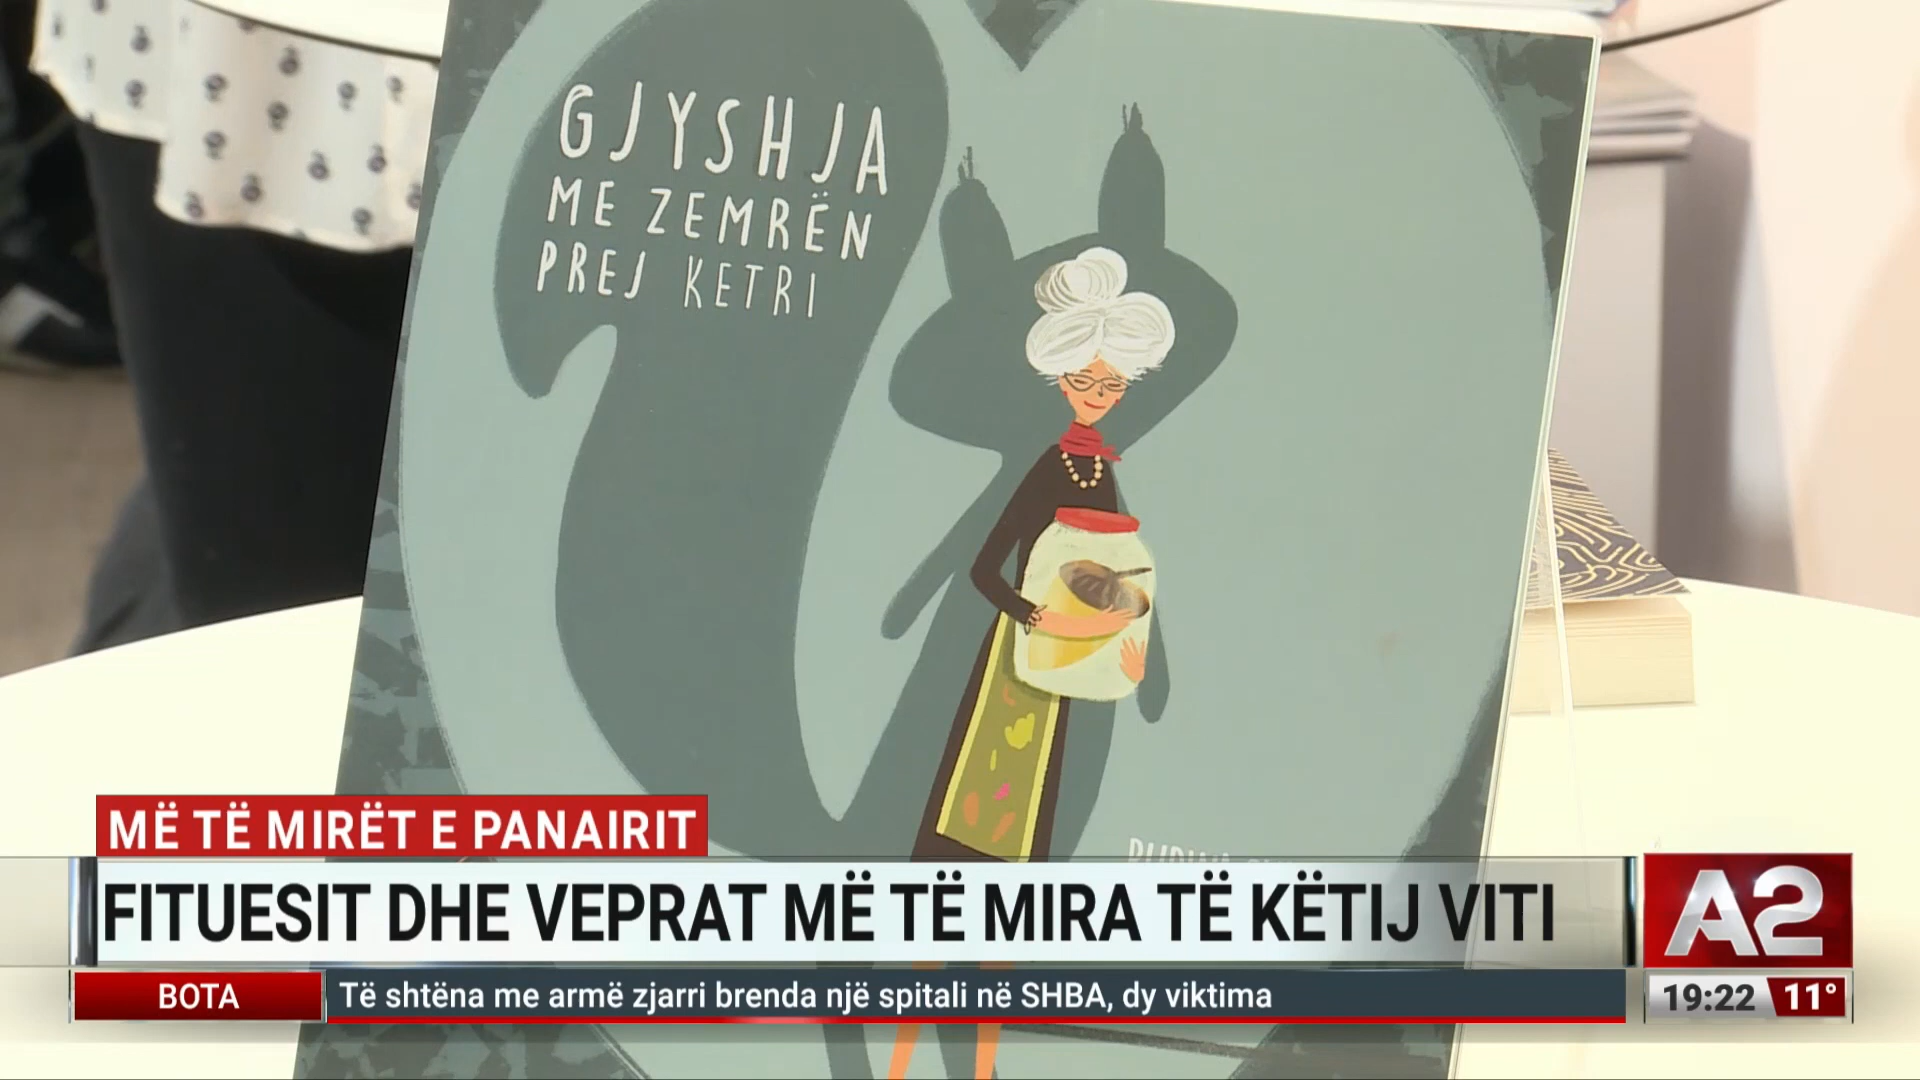 GJYSHJA
ME ZEMRËN
PREJ KETRI
MË TË MIRËT E PANAIRIT
FITUESIT DHE VEPRAT MË TË MIRA TË KËTIJ VITI
A2
BOTA
Të shtëna me armë zjarri brenda një spitali në SHBA, dy viktima
19:22 11°